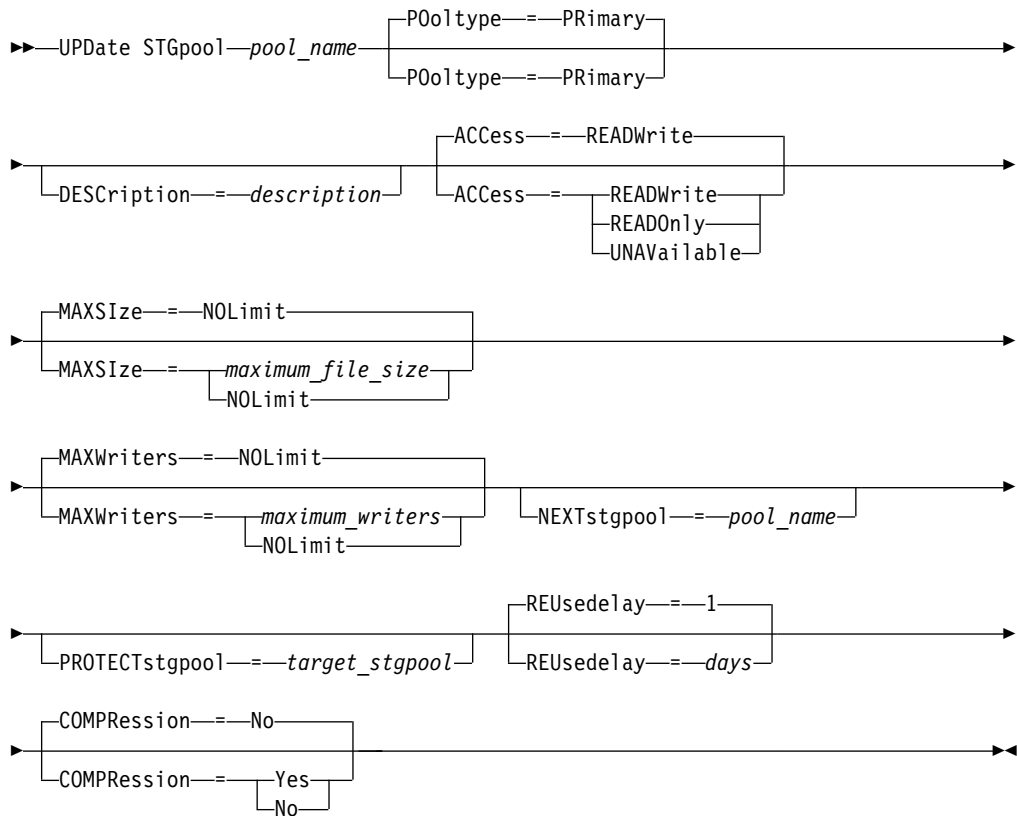 POoltype = PRimary
UPDate STGpool pool_name
POoltype = PRimary
ACCess = READWrite
DESCription = description
ACCess = READWrite
READOnly
UNAVailable
MAXSIze = NOLimit
MAXSIze = maximum_file_size
NOLimit
MAXWriters = NOLimit
MAXWriters = maximum_writers
NOLimit
NEXTstgpool = pool_name
REUsedelay = 1
PROTECTstgpool = target_stgpool
REUsedelay = days
COMPRession = No
COMPRession = Yes
No